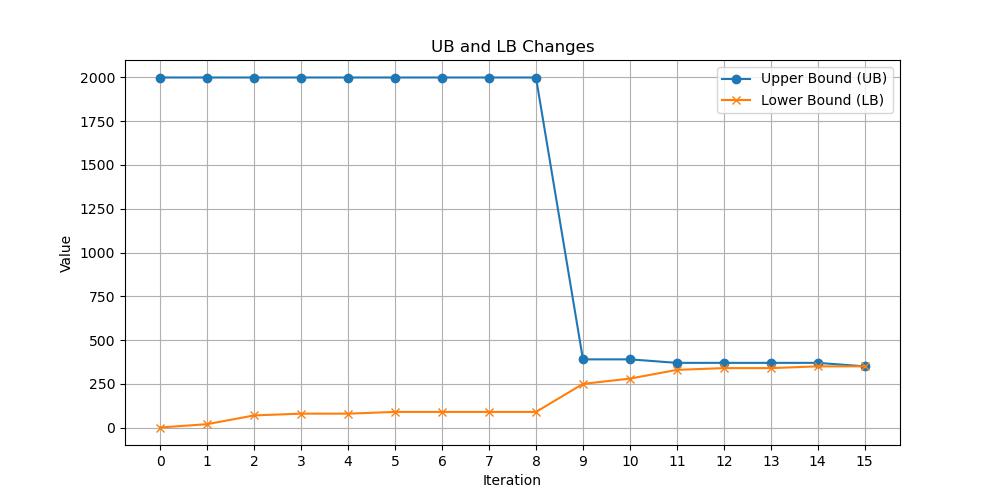 UB and LB Changes
Upper Bound (UB)
Lower Bound (LB)
2000
1750
1500
1250
1000
750
500
250
0
Value
0 1 2 3 4 5 6 7 8 9 10 11 12 13 14 15
Iteration